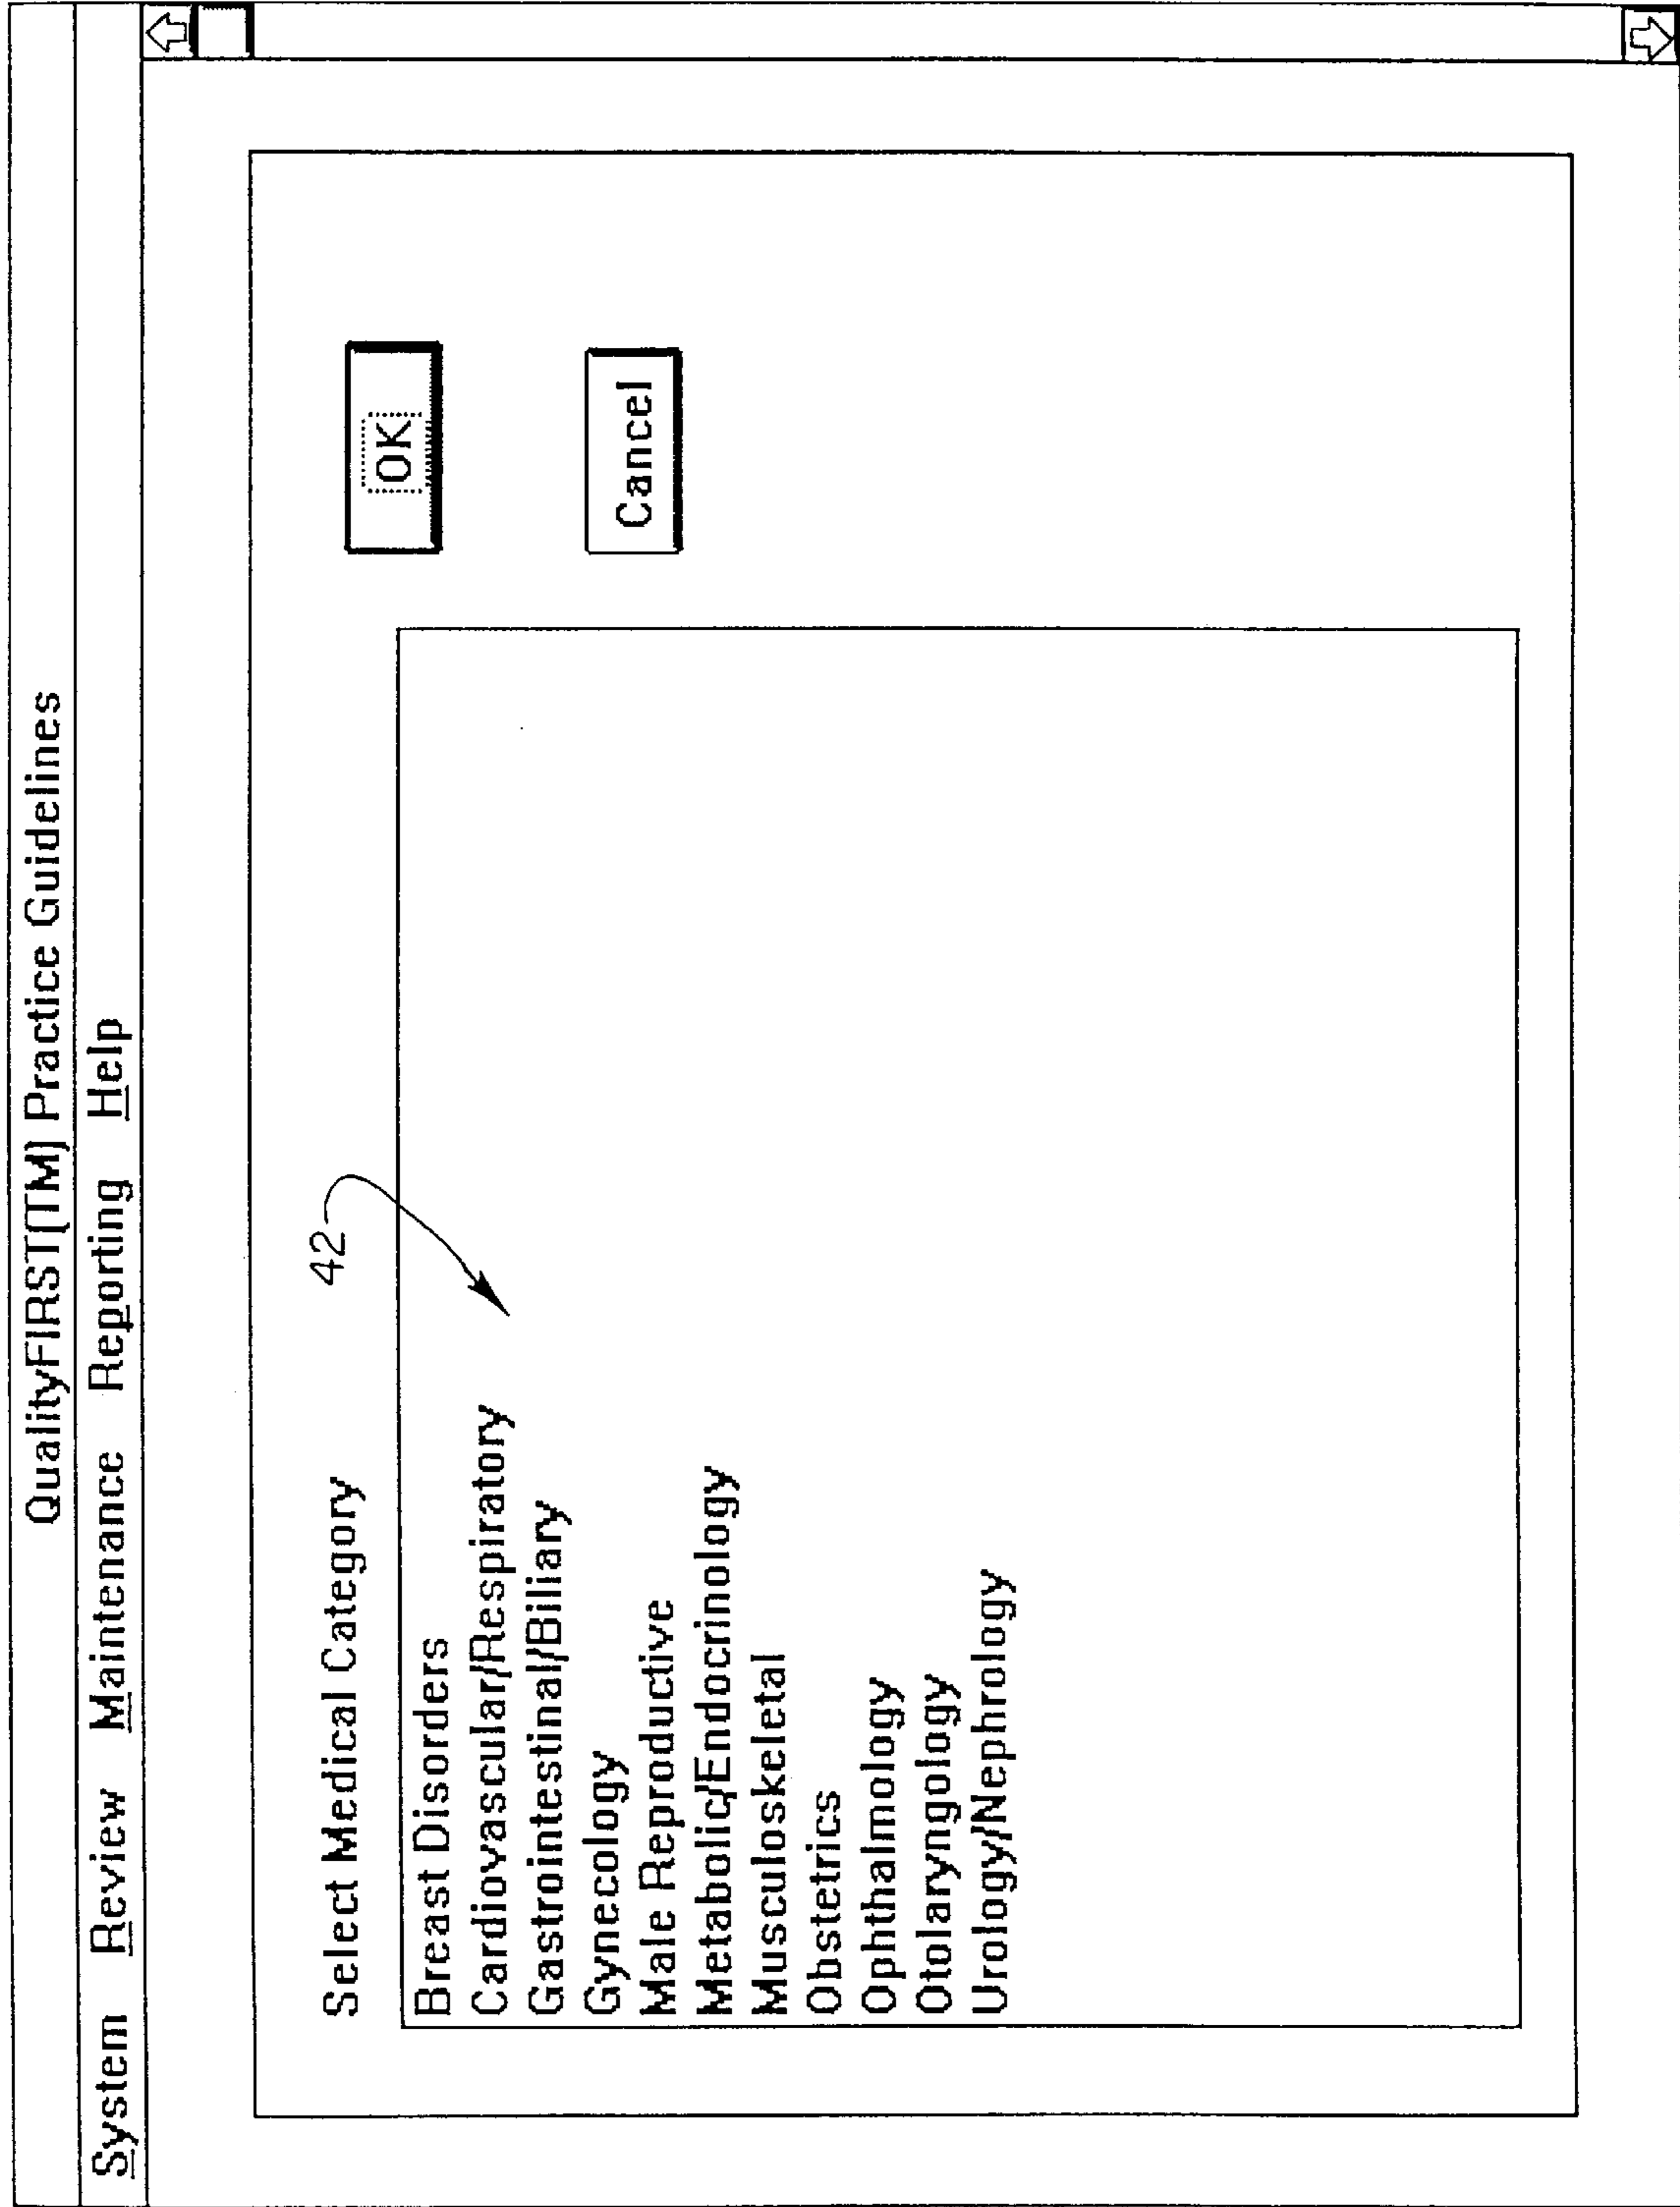 QualityFIRST(TM) Practice Guidelines
System Review Maintenance Reporting Help
Select Medical Category
42
OK
Cancel
Breast Disorders
Cardiovascular/Respiratory
Gastrointestinal/Biliary
Gynecology
Male Reproductive
Metabolic/Endocrinology
Musculoskeletal
Obstetrics
Ophthalmology
Otolaryngology
Urology/Nephrology